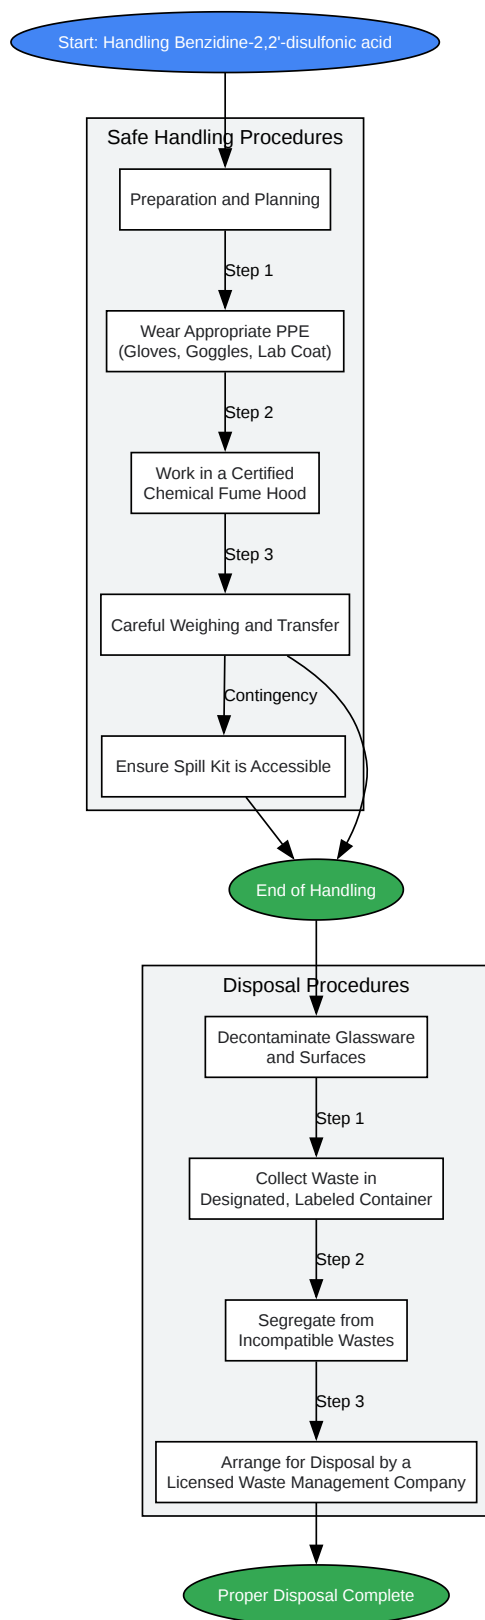 Start: Handling Benzidine-2,2'-disulfonic acid
Safe Handling Procedures
Preparation and Planning
Step 1
Wear Appropriate PPE
(Gloves, Goggles, Lab Coat)
Step 2
Work in a Certified
Chemical Fume Hood
Step 3
Careful Weighing and Transfer
Contingency
Ensure Spill Kit is Accessible
End of Handling
Disposal Procedures
Decontaminate Glassware
and Surfaces
Step 1
Collect Waste in
Designated, Labeled Container
Step 2
Segregate from
Incompatible Wastes
Step 3
Arrange for Disposal by a
Licensed Waste Management Company
Proper Disposal Complete